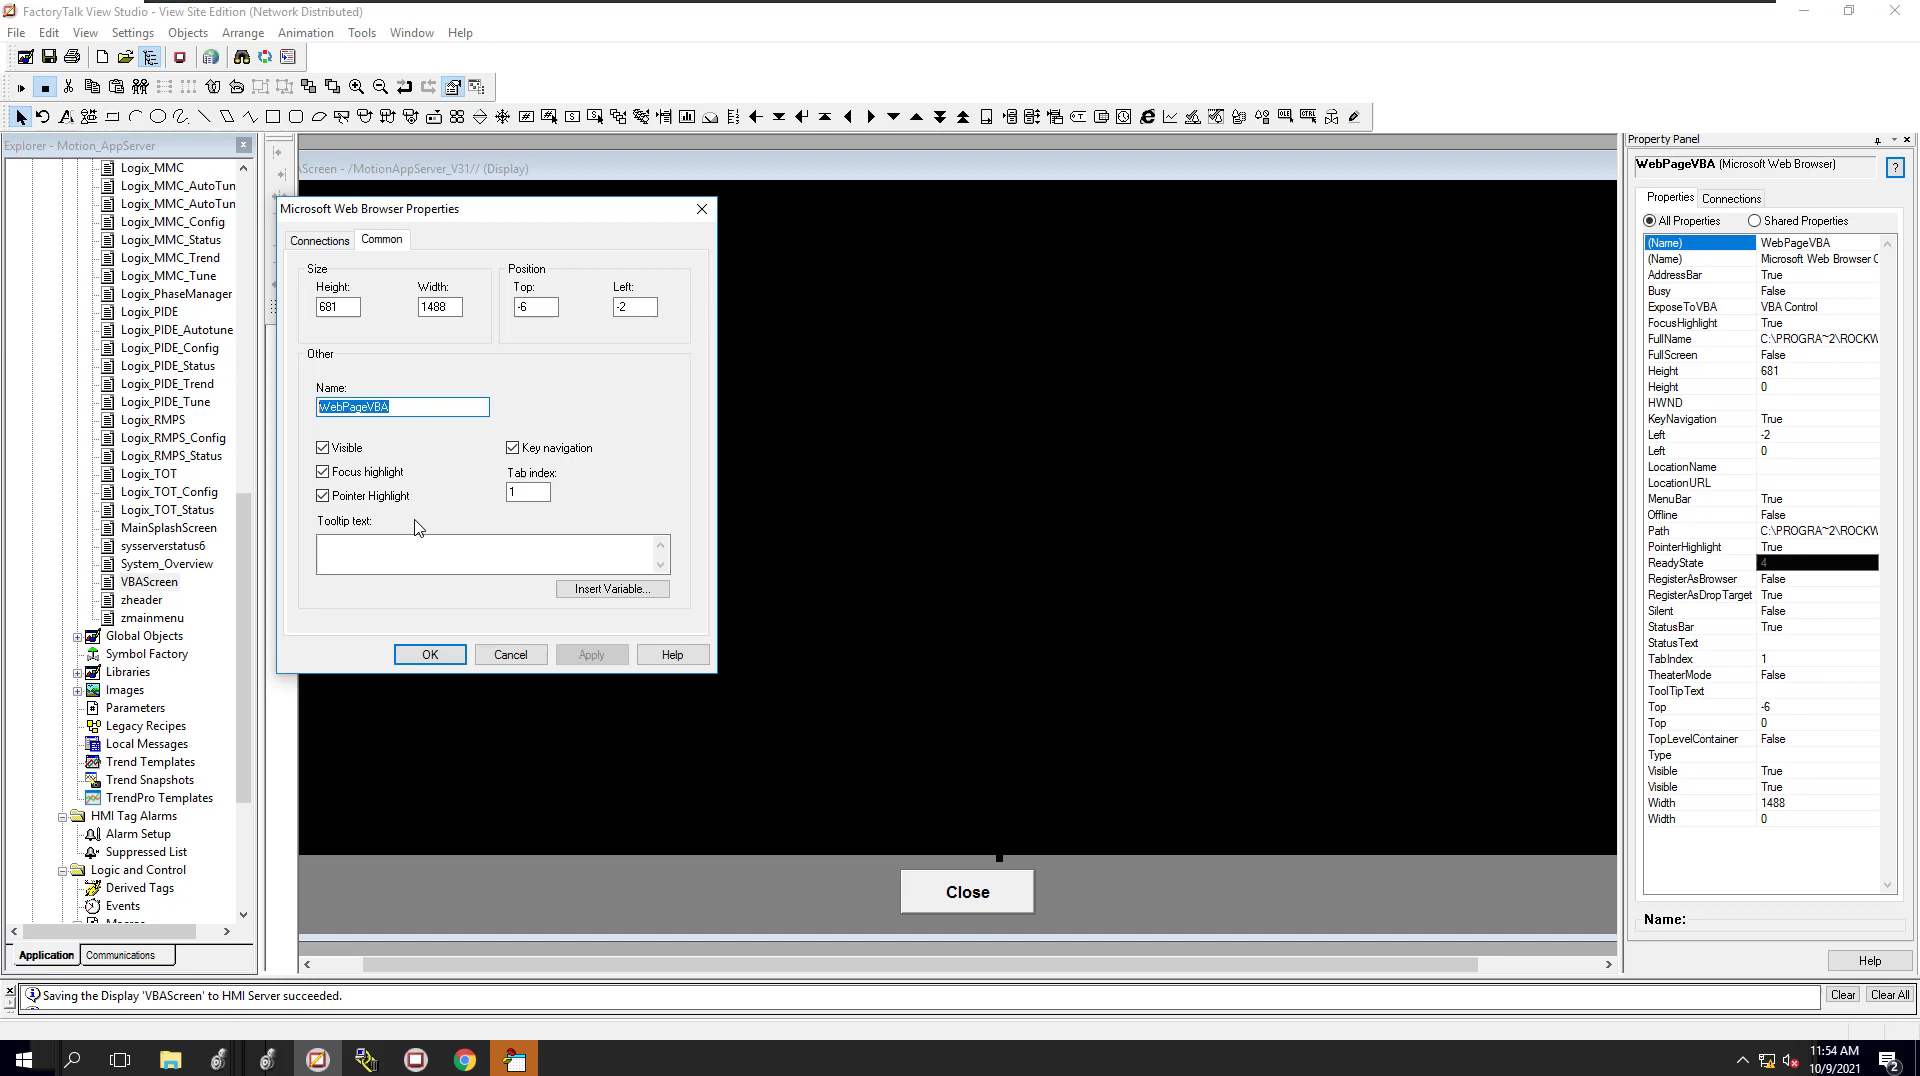 FactoryTalk View Studio - View Site Edition (Network Distributed)
File Edit View Settings Objects Arrange Animation Tools Window Help
Explorer - Motion_AppServer
Logix_MMC
Logix_MMC_AutoTun
Logix_MMC_AutoTun
Logix_MMC_Config
Logix_MMC_Status
Logix_MMC_Trend
Logix_MMC_Tune
Logix_PhaseManager
Logix_PIDE
Logix_PIDE_Autotune
Logix_PIDE_Config
Logix_PIDE_Status
Logix_PIDE_Trend
Logix_PIDE_Tune
Logix_RMPS
Logix_RMPS_Config
Logix_RMPS_Status
Logix_TOT
Logix_TOT_Config
Logix_TOT_Status
MainSplashScreen
sysserverstatus6
System_Overview
VBAScreen
zheader
zmainmenu
Global Objects
Symbol Factory
Libraries
Images
Parameters
Legacy Recipes
Local Messages
Trend Templates
Trend Snapshots
TrendPro Templates
HMI Tag Alarms
Alarm Setup
Suppressed List
Logic and Control
Derived Tags
Events
Application Communications
Screen - /MotionAppServer_V31// (Display)
Microsoft Web Browser Properties
Connections Common
Size Position
Height: Width: Top: Left:
681 1488 -6 -2
Other
Name:
WebPageVBA
Visible Key navigation
Focus highlight Tab index:
Pointer Highlight 1
Tooltip text:
Insert Variable...
OK Cancel Apply Help
Close
Property Panel
WebPageVBA (Microsoft Web Browser) ?
Properties Connections
All Properties Shared Properties
(Name) WebPageVBA
(Name) Microsoft Web Browser C
AddressBar True
Busy False
ExposeToVBA VBA Control
FocusHighlight True
FullName C:\PROGRA~2\ROCKW
FullScreen False
Height 681
Height 0
HWND
KeyNavigation True
Left -2
Left 0
LocationName
LocationURL
MenuBar True
Offline False
Path C:\PROGRA~2\ROCKW
PointerHighlight True
ReadyState 4
RegisterAsBrowser False
RegisterAsDropTarget True
Silent False
StatusBar True
StatusText
TabIndex 1
TheaterMode False
ToolTipText
Top -6
Top 0
TopLevelContainer False
Type
Visible True
Visible True
Width 1488
Width 0
Name:
Help
Saving the Display 'VBAScreen' to HMI Server succeeded.
Clear Clear All
11:54 AM
10/9/2021
2